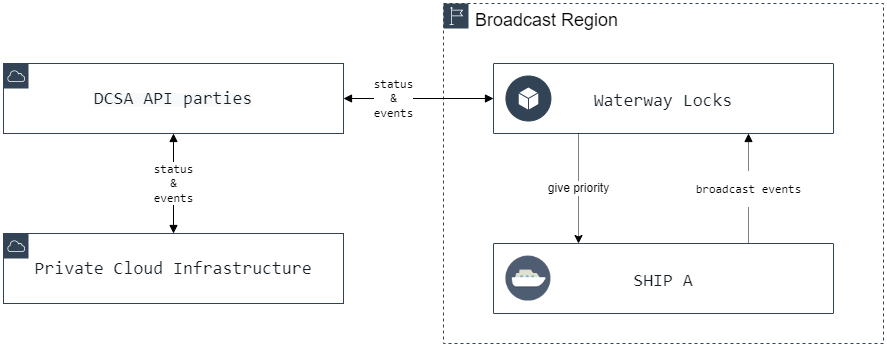 Broadcast Region
DCSA API parties
status
&
events
Waterway Locks
status
&
events
give priority
broadcast events
Private Cloud Infrastructure
SHIP A